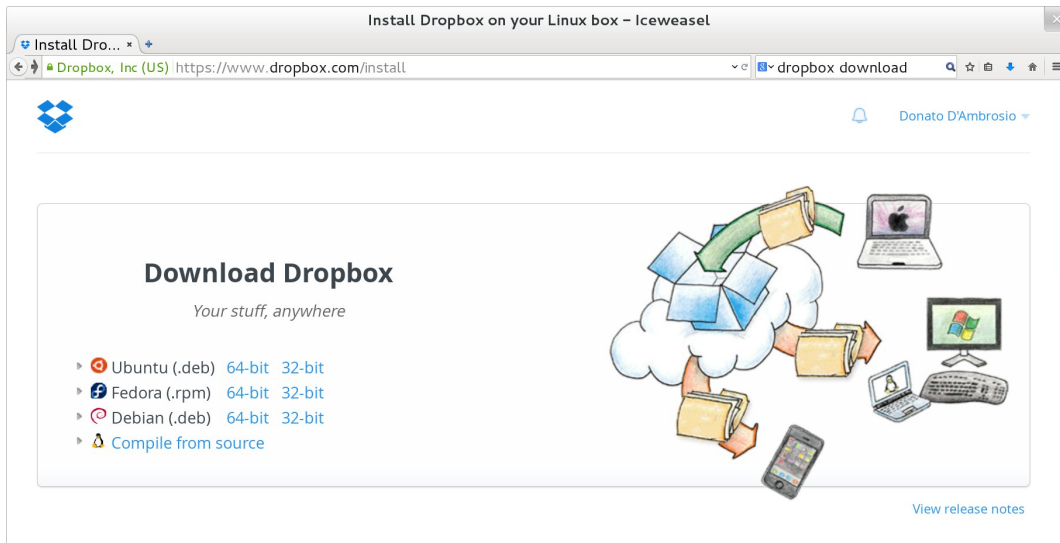 Install Dropbox on your Linux box - Iceweasel
Install Dro...
Dropbox, Inc (US) https://www.dropbox.com/install
dropbox download
Donato D'Ambrosio
Download Dropbox
Your stuff, anywhere
Ubuntu (.deb) 64-bit 32-bit
Fedora (.rpm) 64-bit 32-bit
Debian (.deb) 64-bit 32-bit
Compile from source
View release notes